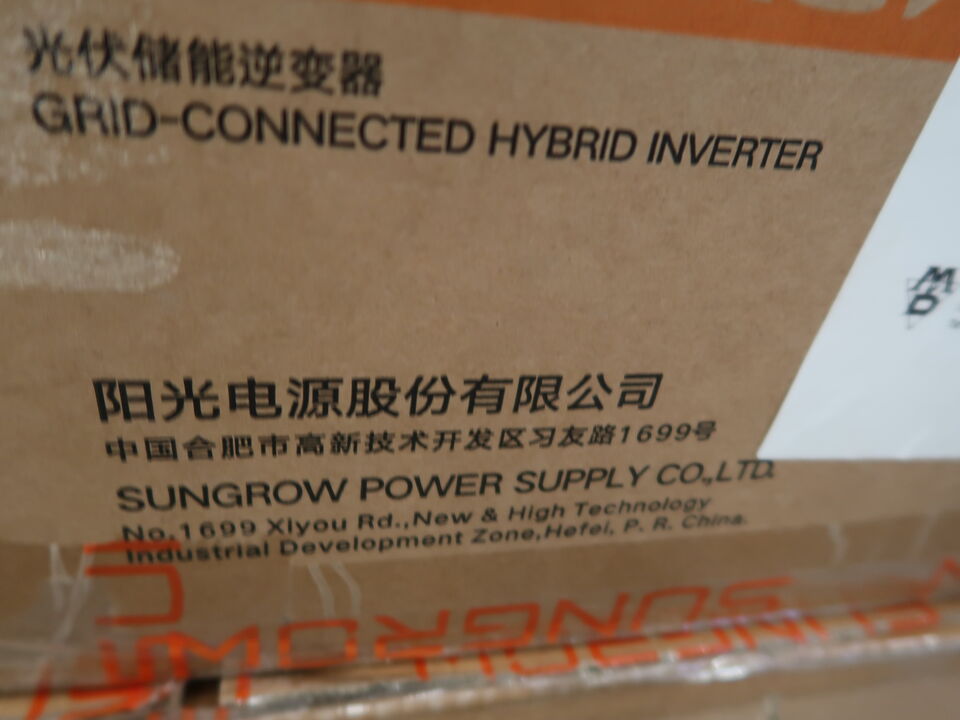 光伏储能逆变器
GRID-CONNECTED HYBRID INVERTER
阳光电源股份有限公司
中国合肥市高新技术开发区习友路1699号
SUNGROW POWER SUPPLY CO.,LTD.
No.1699 Xiyou Rd.,New & High Technology
Industrial Development Zone,Hefei, P. R. China.
SUNGROW